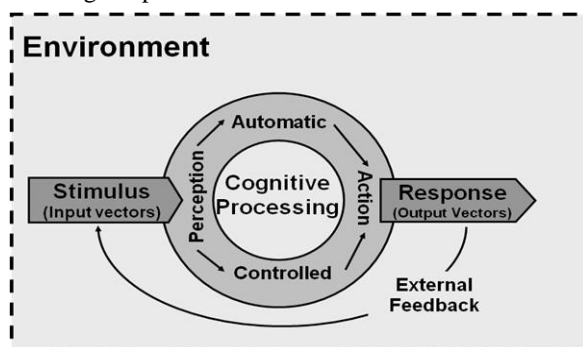 Environment
Automatic
Stimulus
(Input vectors)
Perception
Cognitive
Processing
Action
Response
(Output Vectors)
Controlled
External
Feedback